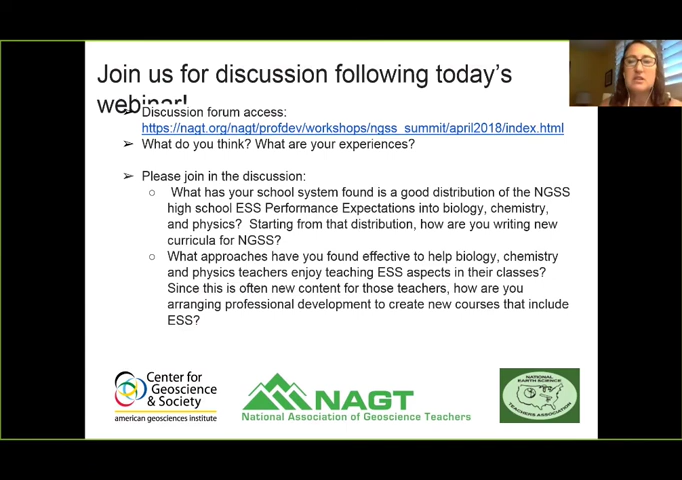 Join us for discussion following today's
webinar!
➢ Discussion forum access:
https://nagt.org/nagt/profdev/workshops/ngss_summit/april2018/index.html
➢ What do you think? What are your experiences?
➢ Please join in the discussion:
○ What has your school system found is a good distribution of the NGSS
high school ESS Performance Expectations into biology, chemistry,
and physics? Starting from that distribution, how are you writing new
curricula for NGSS?
○ What approaches have you found effective to help biology, chemistry
and physics teachers enjoy teaching ESS aspects in their classes?
Since this is often new content for those teachers, how are you
arranging professional development to create new courses that include
ESS?
Center for
Geoscience
& Society
american geosciences institute
NAGT
National Association of Geoscience Teachers
NATIONAL
EARTH SCIENCE
TEACHERS ASSOCIATION